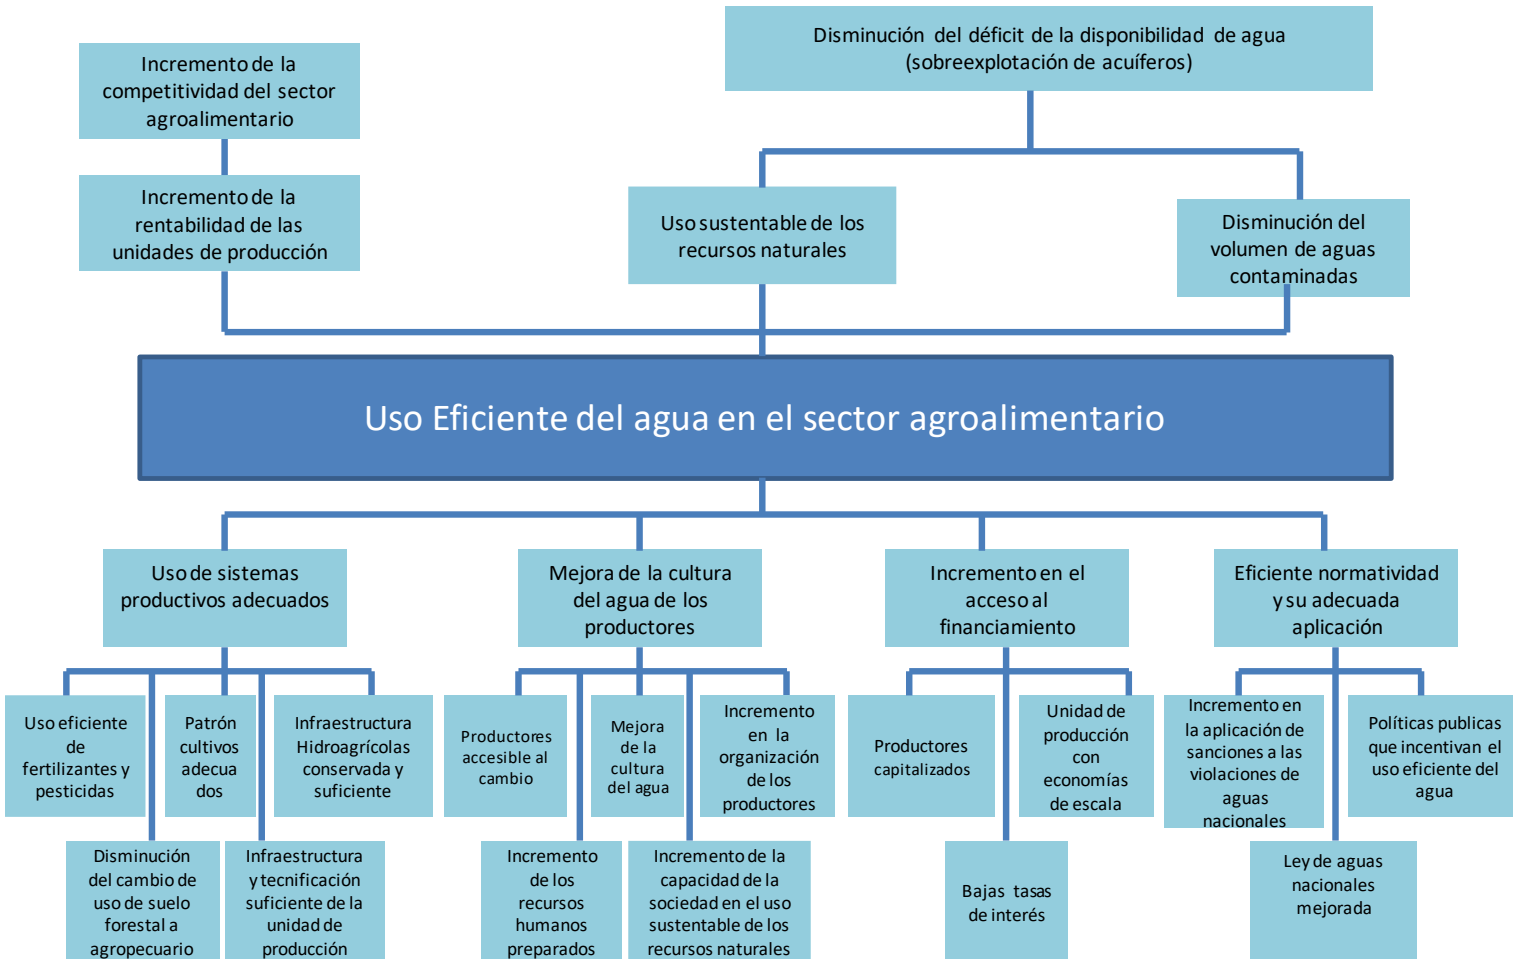 Disminución del déficit de la disponibilidad de agua
(sobreexplotación de acuíferos)
Incremento de la
competitividad del sector
agroalimentario
Incremento de la
rentabilidad de las
unidades de producción
Uso sustentable de los
recursos naturales
Disminución del
volumen de aguas
contaminadas
Uso Eficiente del agua en el sector agroalimentario
Uso de sistemas
productivos adecuados
Mejora de la cultura
del agua de los
productores
Incremento en el
acceso al
financiamiento
Eficiente normatividad
y su adecuada
aplicación
Uso eficiente
de
fertilizantes y
pesticidas
Patrón
cultivos
adecua
dos
Infraestructura
Hidroagrícolas
conservada y
suficiente
Productores
accesible al
cambio
Mejora
de la
cultura
del agua
Incremento
en la
organización
de los
productores
Productores
capitalizados
Unidad de
producción
con
economías
de escala
Incremento en
la aplicación de
sanciones a las
violaciones de
aguas
nacionales
Políticas publicas
que incentivan el
uso eficiente del
agua
Disminución
del cambio de
uso de suelo
forestal a
agropecuario
Infraestructura
y tecnificación
suficiente de la
unidad de
producción
Incremento
de los
recursos
humanos
preparados
Incremento de la
capacidad de la
sociedad en el uso
sustentable de los
recursos naturales
Bajas tasas
de interés
Ley de aguas
nacionales
mejorada